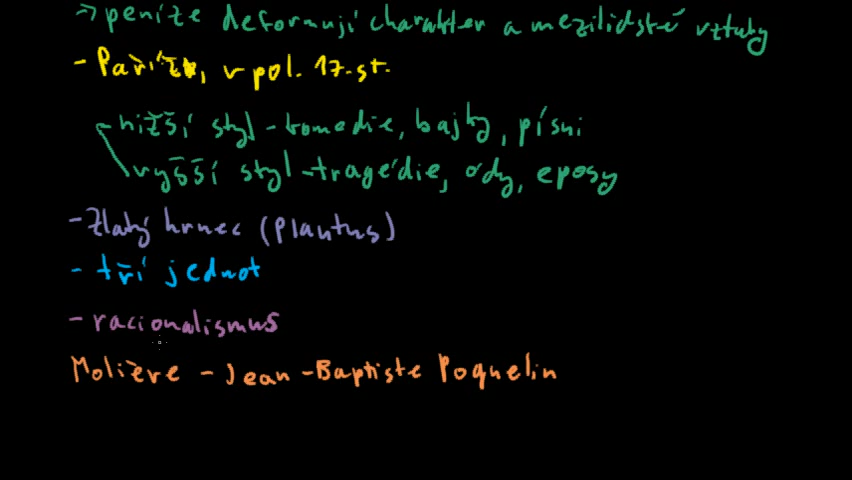 → peníze deformují charakter a mezilidské vztahy
- Paříž, v pol. 17. st.
nižší styl - komedie, bajky, písni
vyšší styl - tragédie, ódy, eposy
- Zlatý hrnec (Plautus)
- tří jednot
- racionalismus
Molière - Jean - Baptiste Poquelin